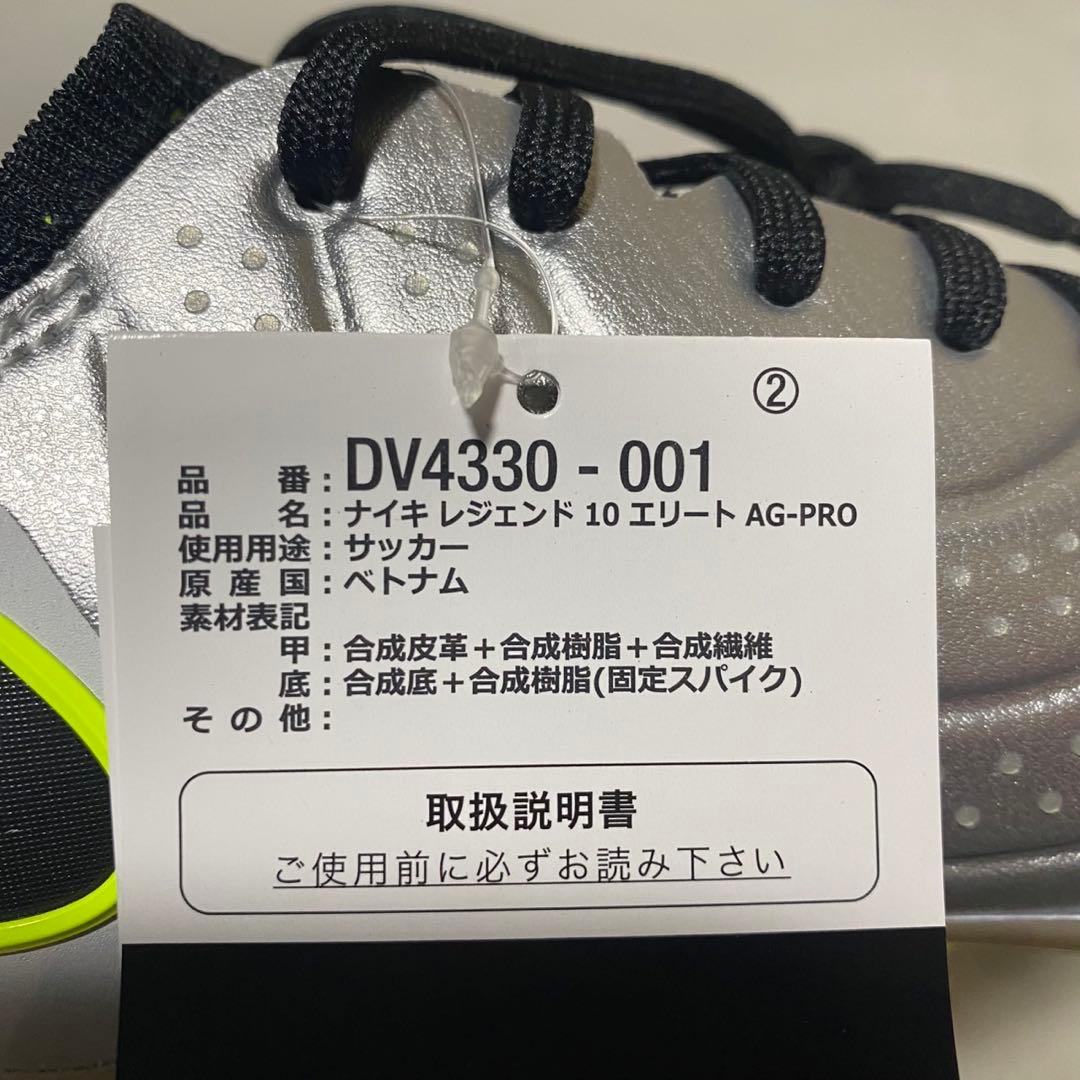 ②
品番：DV4330 - 001
品名：ナイキ レジェンド 10 エリート AG-PRO
使用用途：サッカー
原産国：ベトナム
素材表記
甲：合成皮革＋合成樹脂＋合成繊維
底：合成底＋合成樹脂(固定スパイク)
その他：
取扱説明書
ご使用前に必ずお読み下さい